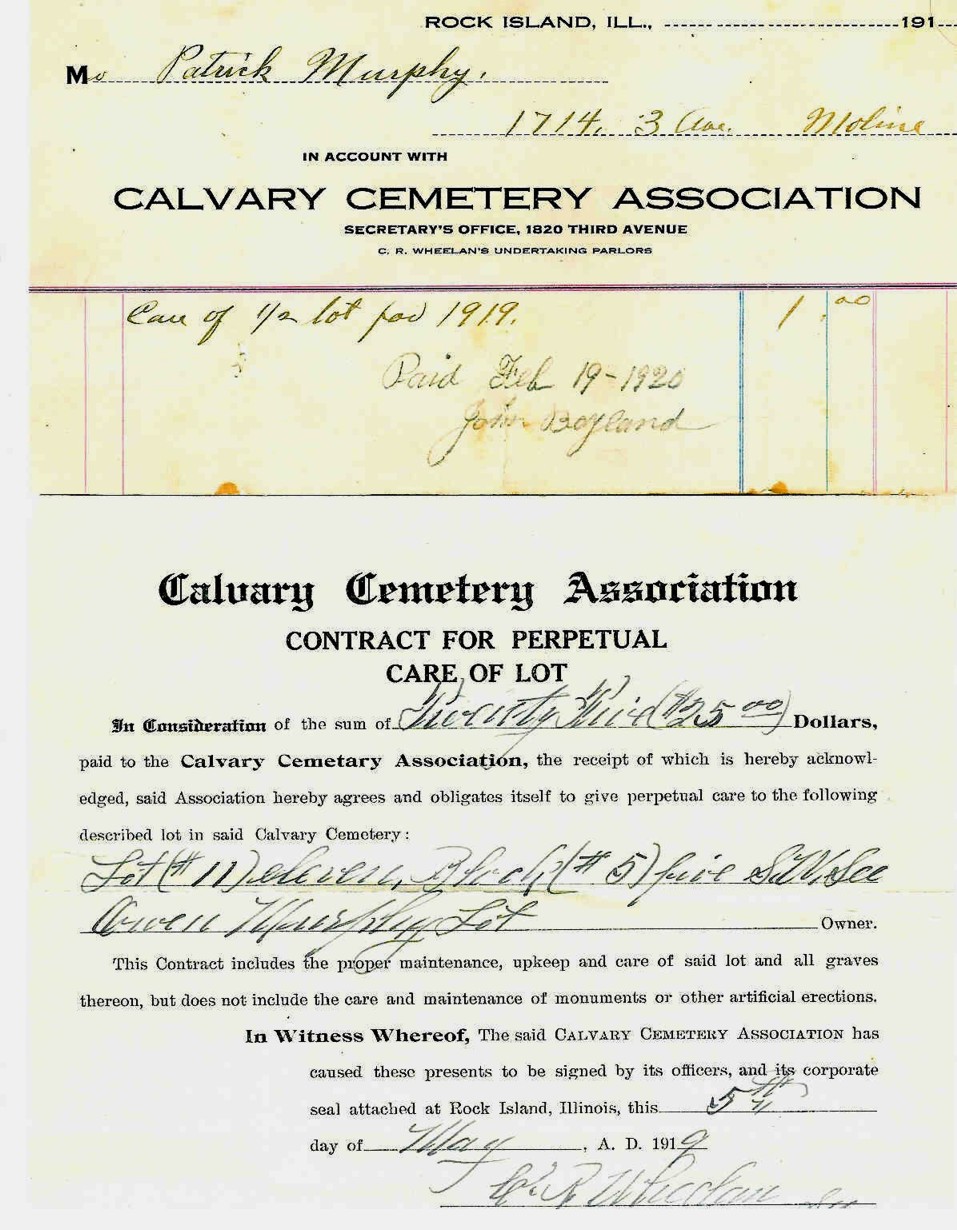 ROCK ISLAND, ILL., 191
Mr Patrick Murphy.
1714. 3 Ave. Moline
IN ACCOUNT WITH
CALVARY CEMETERY ASSOCIATION
SECRETARY'S OFFICE, 1820 THIRD AVENUE
C. R. WHEELAN'S UNDERTAKING PARLORS
Care of 1/2 lot for 1919. 1.00
Paid Feb 19-1920
John Boyland
Calvary Cemetery Association
CONTRACT FOR PERPETUAL
CARE OF LOT
In Consideration of the sum of Twenty Five ($25 00) Dollars,
paid to the Calvary Cemetary Association, the receipt of which is hereby acknowl-
edged, said Association hereby agrees and obligates itself to give perpetual care to the following
described lot in said Calvary Cemetery:
Lot (# 11) eleven, Block (# 5) five
Owen Murphy Lot Owner.
This Contract includes the proper maintenance, upkeep and care of said lot and all graves
thereon, but does not include the care and maintenance of monuments or other artificial erections.
In Witness Whereof, The said CALVARY CEMETERY ASSOCIATION has
caused these presents to be signed by its officers, and its corporate
seal attached at Rock Island, Illinois, this 5th
day of May, A. D. 1919
C. R. Wheelan